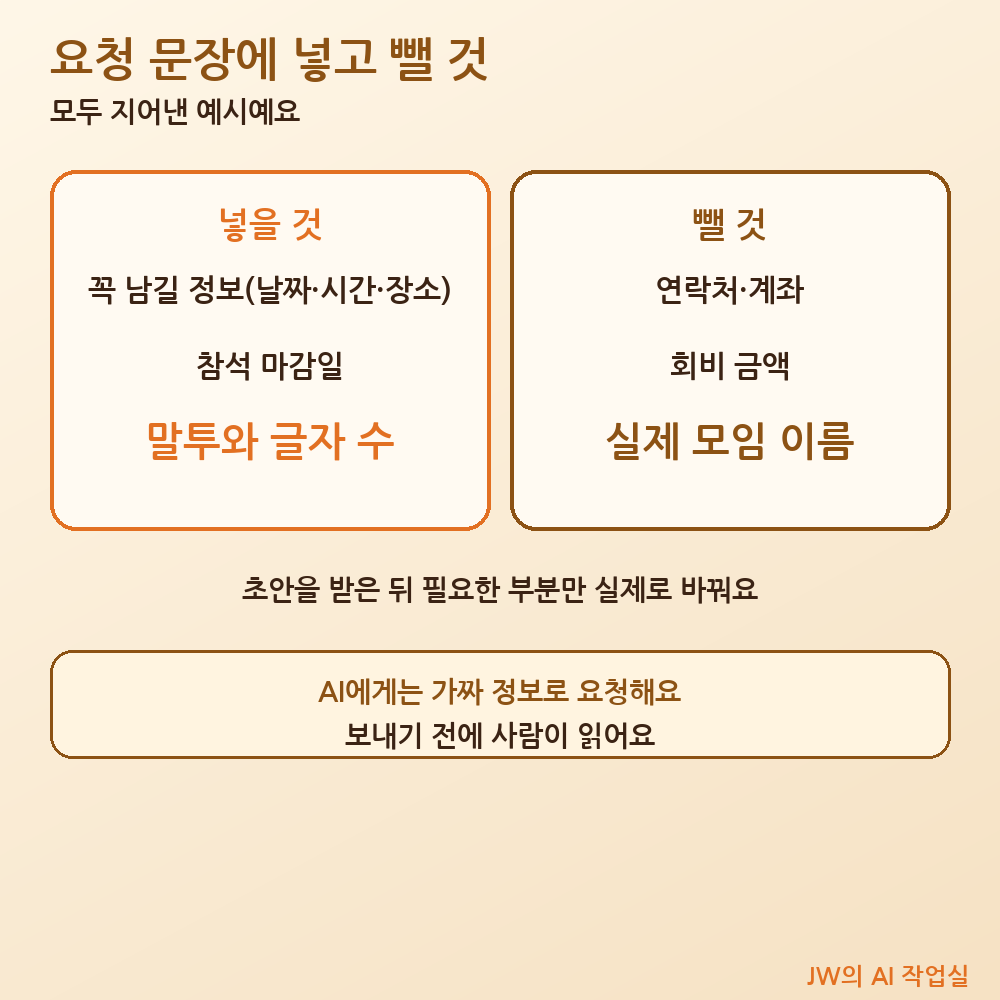 요청 문장에 넣고 뺄 것
모두 지어낸 예시예요
넣을 것
꼭 남길 정보(날짜·시간·장소)
참석 마감일
말투와 글자 수
뺄 것
연락처·계좌
회비 금액
실제 모임 이름
초안을 받은 뒤 필요한 부분만 실제로 바꿔요
AI에게는 가짜 정보로 요청해요
보내기 전에 사람이 읽어요
JW의 AI 작업실